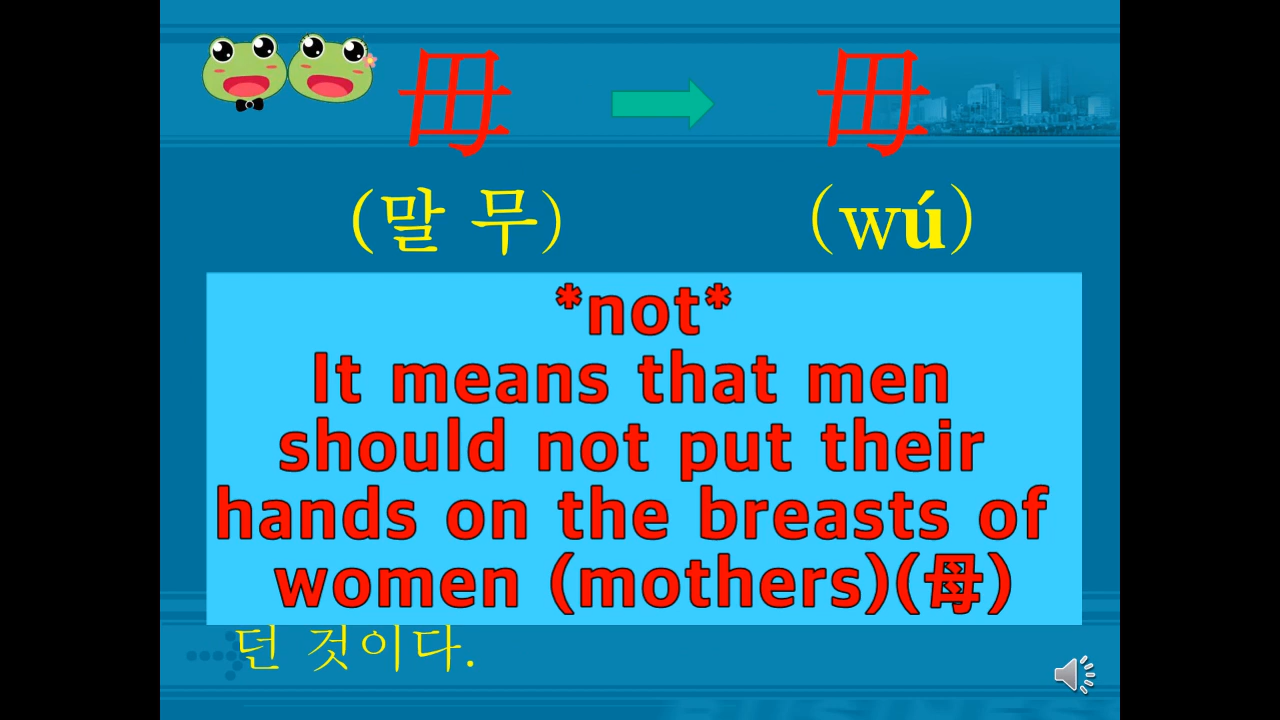 毋 毋
(말 무) (wú)
*not*
It means that men
should not put their
hands on the breasts of
women (mothers)(母)
던 것이다.